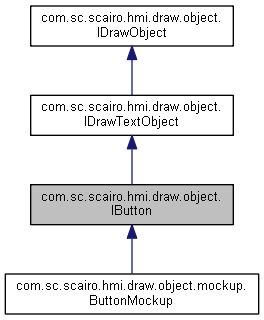 com.sc.scairo.hmi.draw.object.
IDrawObject
com.sc.scairo.hmi.draw.object.
IDrawTextObject
com.sc.scairo.hmi.draw.object.
IButton
com.sc.scairo.hmi.draw.object.mockup.
ButtonMockup